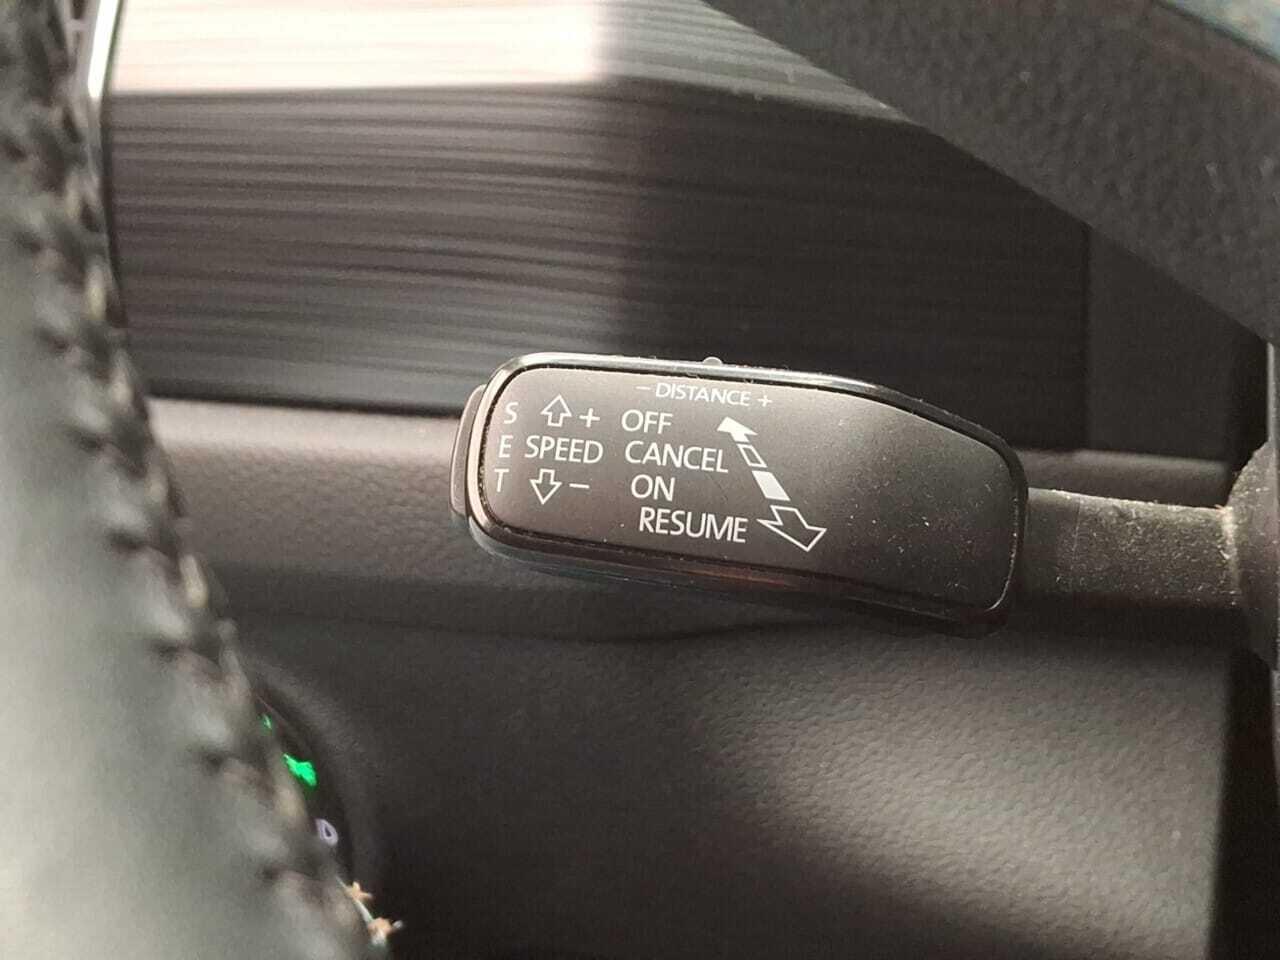 − DISTANCE +
S + OFF
E SPEED CANCEL
T − ON
RESUME
D